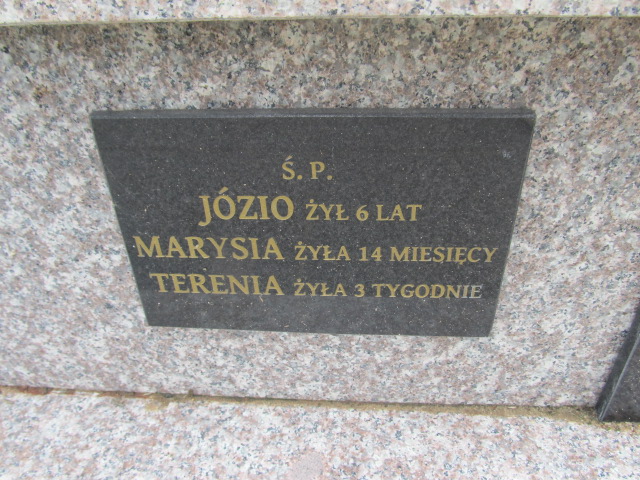 Ś. P.
JÓZIO ŻYŁ 6 LAT
MARYSIA ŻYŁA 14 MIESIĘCY
TERENIA ŻYŁA 3 TYGODNIE